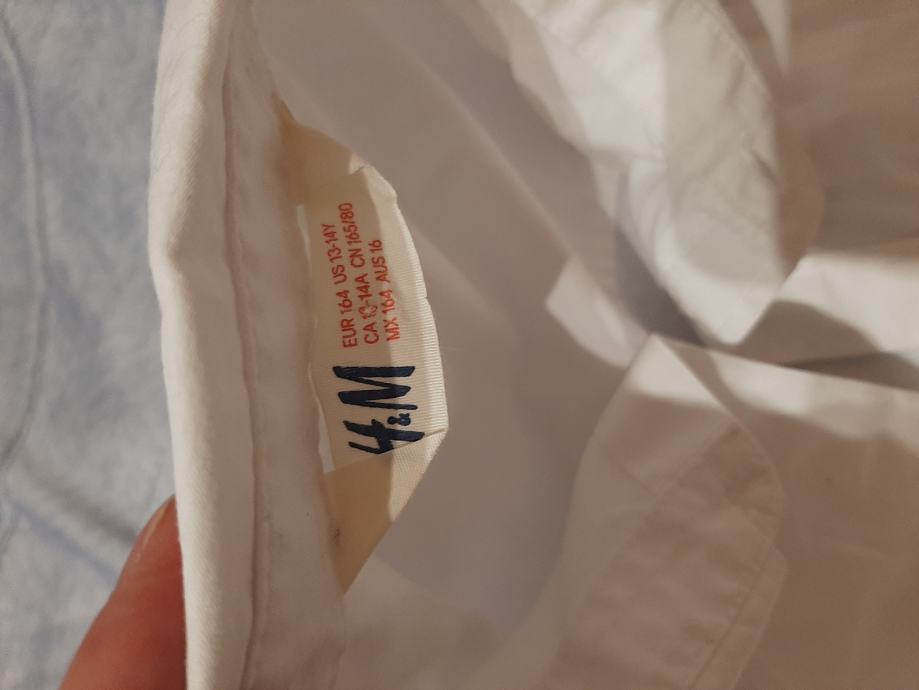 H&M
EUR 164 US 13-14Y
CA 13-14A CN 165/80
MX 164 AUS 16